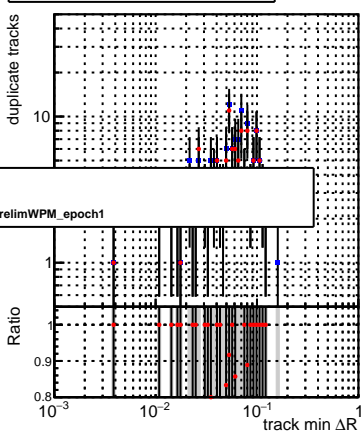 duplicate tracks
10
relimWPM_epoch1
1
Ratio
1
0.9
0.8
10−3 10−2 10−1 1
track min ΔR